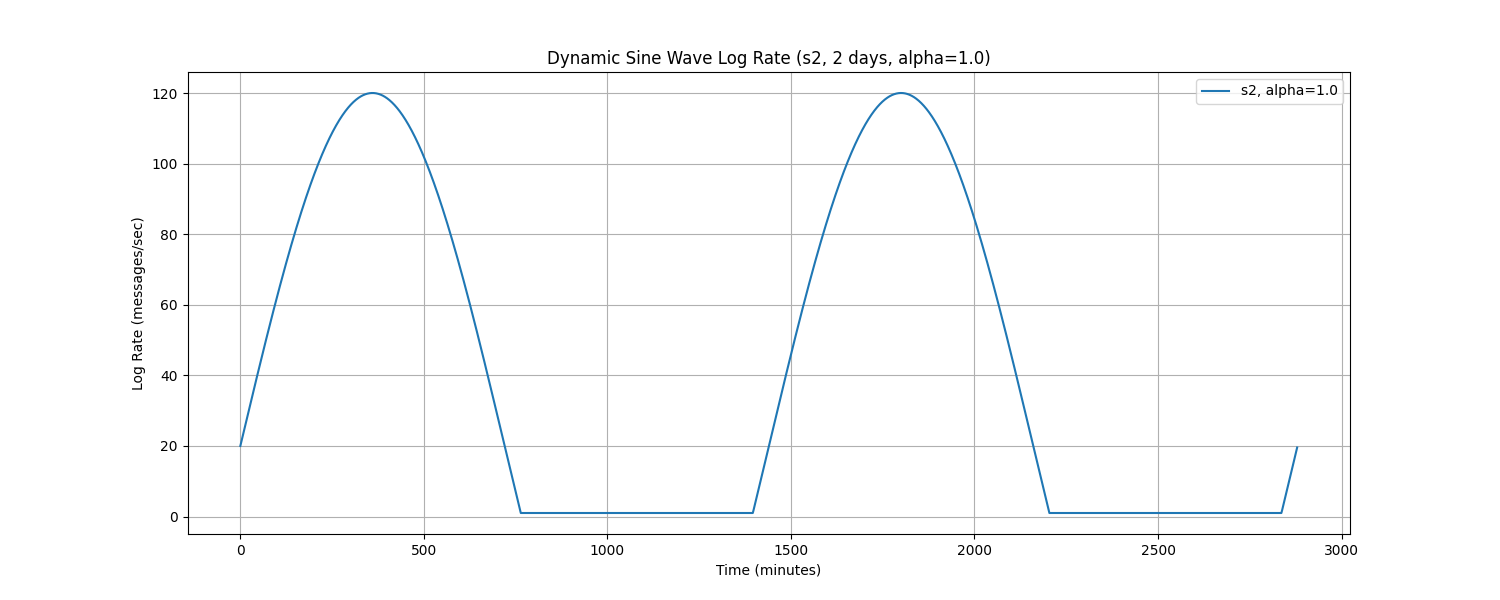 Dynamic Sine Wave Log Rate (s2, 2 days, alpha=1.0)
s2, alpha=1.0
Log Rate (messages/sec)
120
100
80
60
40
20
0
0 500 1000 1500 2000 2500 3000
Time (minutes)